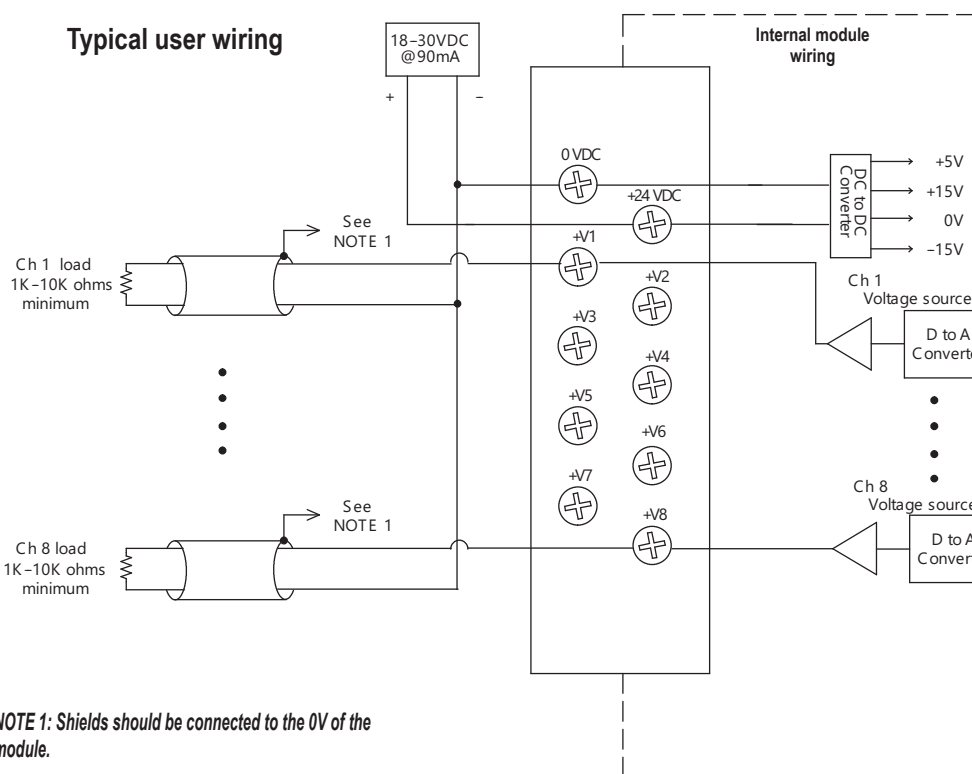 Typical user wiring
18–30VDC
@90mA
+
–
Internal module
wiring
0 VDC
+24 VDC
DC to DC
Converter
+5V
+15V
0V
–15V
See
NOTE 1
Ch 1 load
1K–10K ohms
minimum
+V1
+V2
+V3
+V4
+V5
+V6
+V7
+V8
Ch 1
Voltage source
D to A
Converte
See
NOTE 1
Ch 8 load
1K–10K ohms
minimum
Ch 8
Voltage source
D to A
Convert
NOTE 1: Shields should be connected to the 0V of the
module.